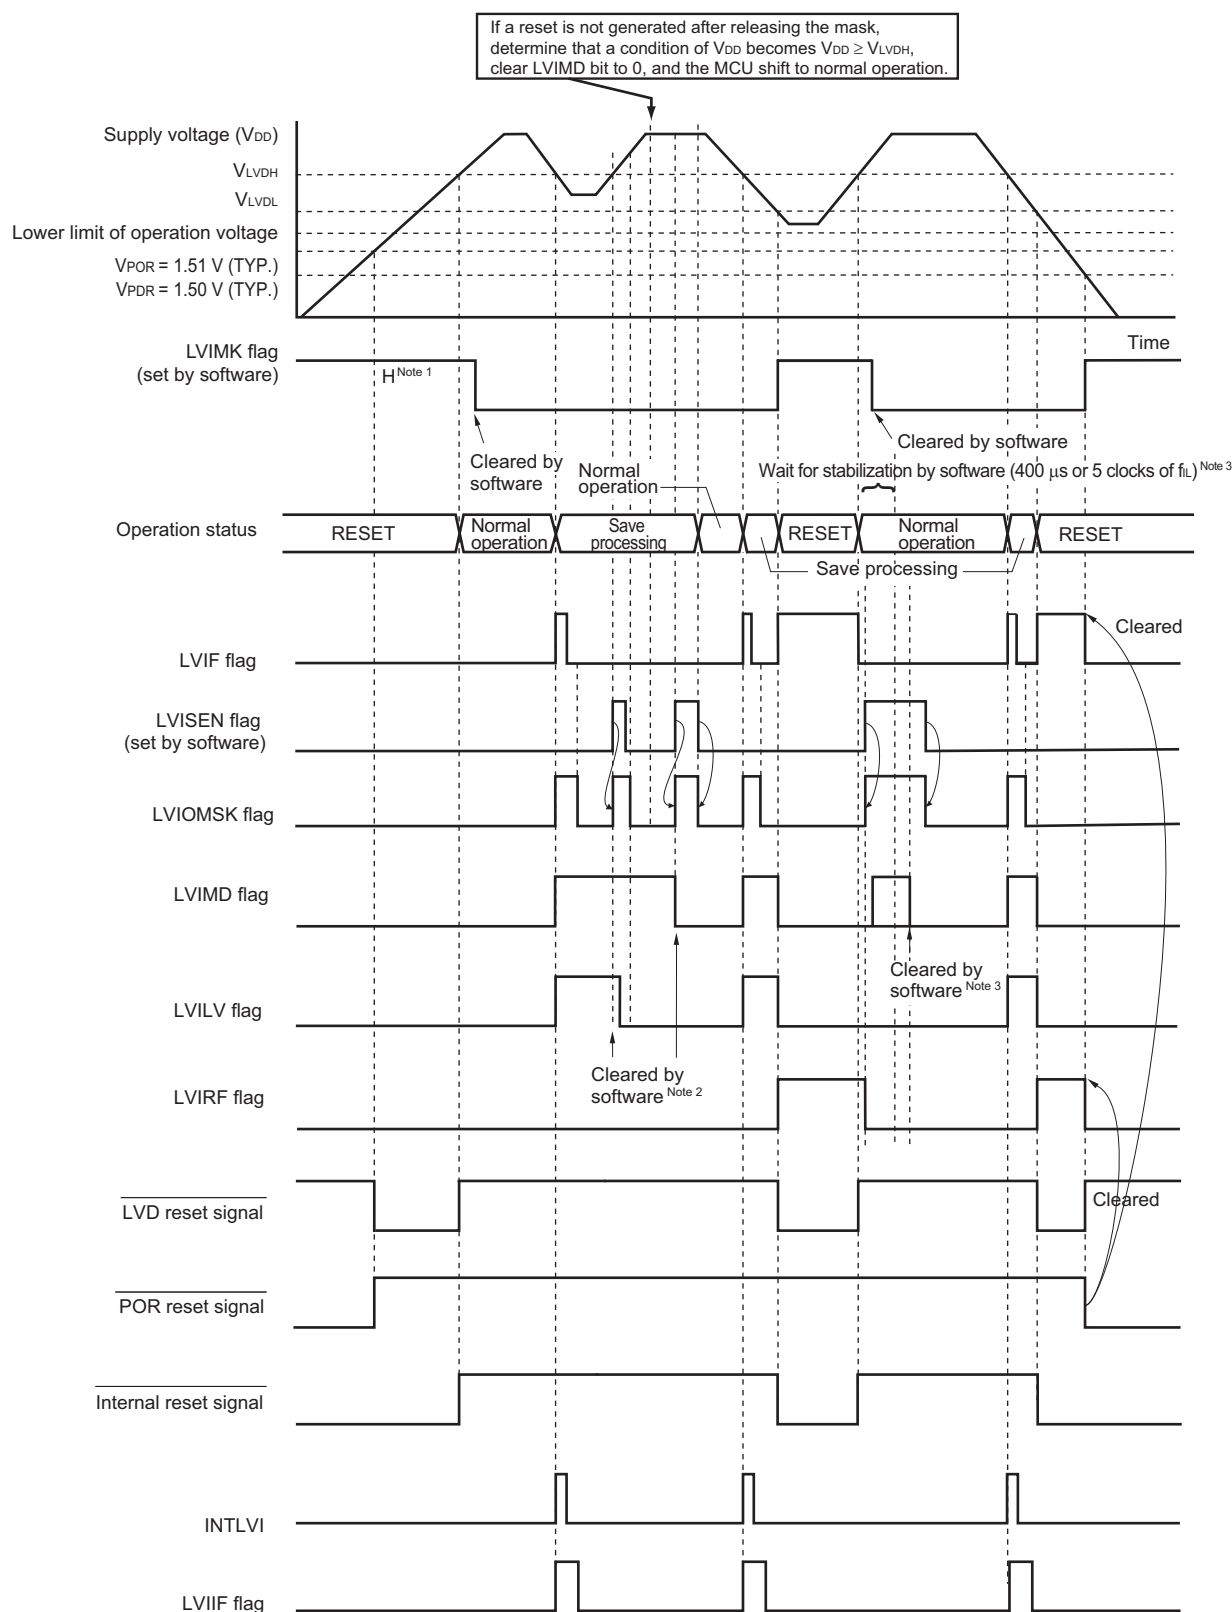 If a reset is not generated after releasing the mask,
determine that a condition of VDD becomes VDD ≥ VLVDH,
clear LVIMD bit to 0, and the MCU shift to normal operation.
Supply voltage (VDD)
VLVDH
VLVDL
Lower limit of operation voltage
VPOR = 1.51 V (TYP.)
VPDR = 1.50 V (TYP.)
Time
LVIMK flag
(set by software)
H Note 1
Cleared by
software
Cleared by software
Normal
operation
Wait for stabilization by software (400 μs or 5 clocks of fIL) Note 3
Operation status
RESET
Normal
operation
Save
processing
RESET
Normal
operation
RESET
Save processing
LVIF flag
Cleared
LVISEN flag
(set by software)
LVIOMSK flag
LVIMD flag
Cleared by
software Note 3
LVILV flag
Cleared by
software Note 2
LVIRF flag
LVD reset signal
Cleared
POR reset signal
Internal reset signal
INTLVI
LVIIF flag